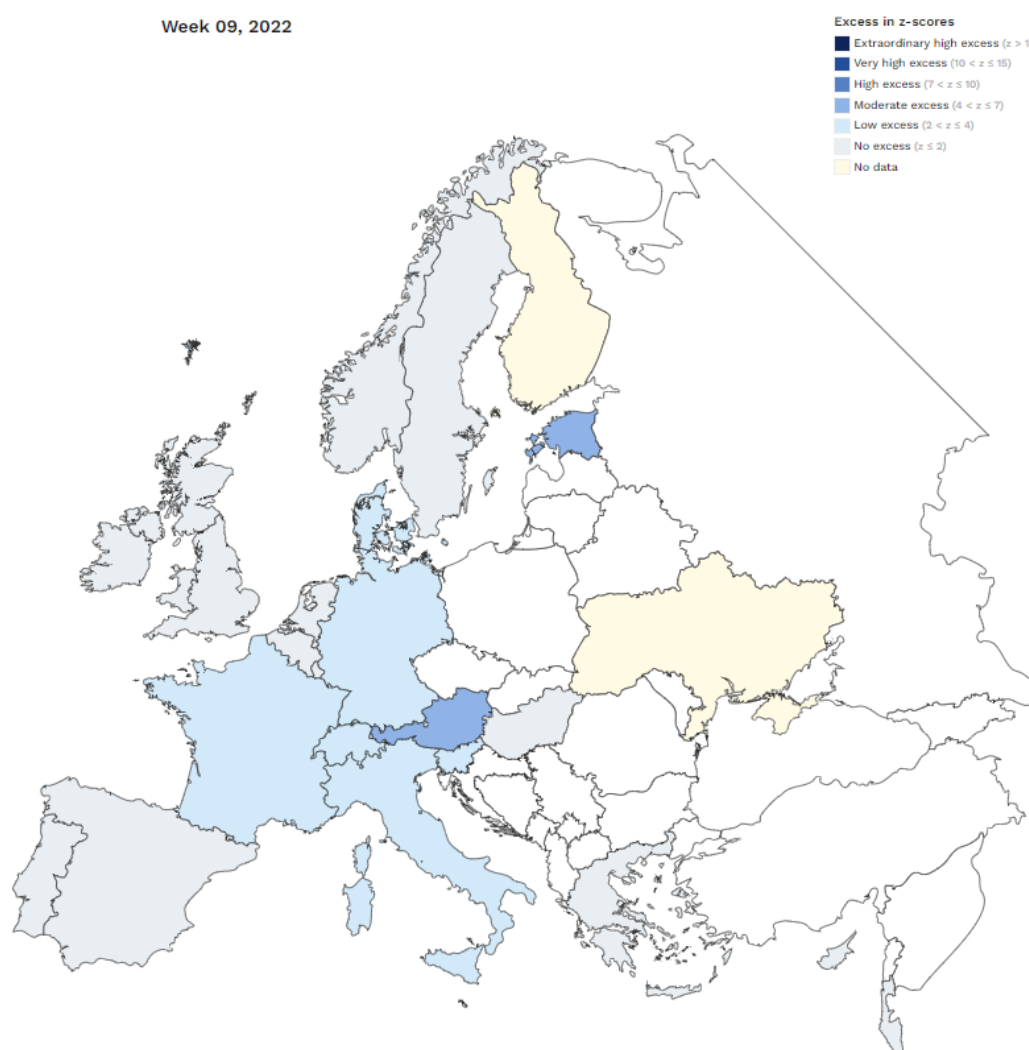 Week 09, 2022
Excess in z-scores
Extraordinary high excess (z > 1
Very high excess (10 < z ≤ 15)
High excess (7 < z ≤ 10)
Moderate excess (4 < z ≤ 7)
Low excess (2 < z ≤ 4)
No excess (z ≤ 2)
No data